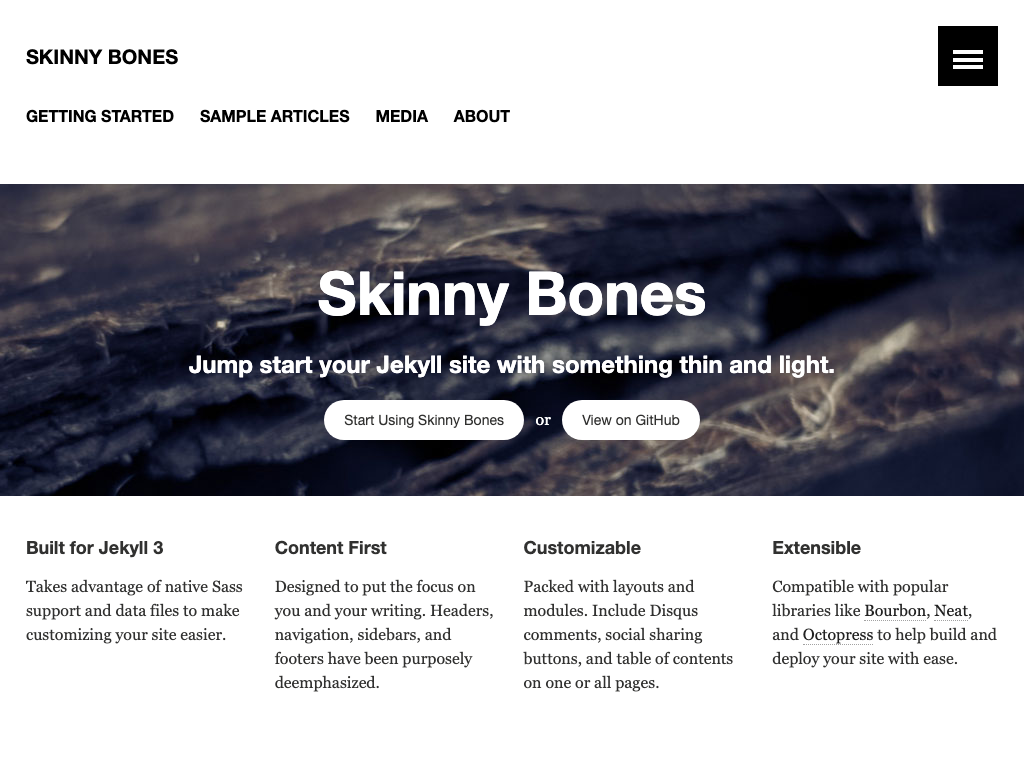 SKINNY BONES
GETTING STARTED SAMPLE ARTICLES MEDIA ABOUT
Skinny Bones
Jump start your Jekyll site with something thin and light.
Start Using Skinny Bones or View on GitHub
Built for Jekyll 3
Takes advantage of native Sass
support and data files to make
customizing your site easier.
Content First
Designed to put the focus on
you and your writing. Headers,
navigation, sidebars, and
footers have been purposely
deemphasized.
Customizable
Packed with layouts and
modules. Include Disqus
comments, social sharing
buttons, and table of contents
on one or all pages.
Extensible
Compatible with popular
libraries like Bourbon, Neat,
and Octopress to help build and
deploy your site with ease.